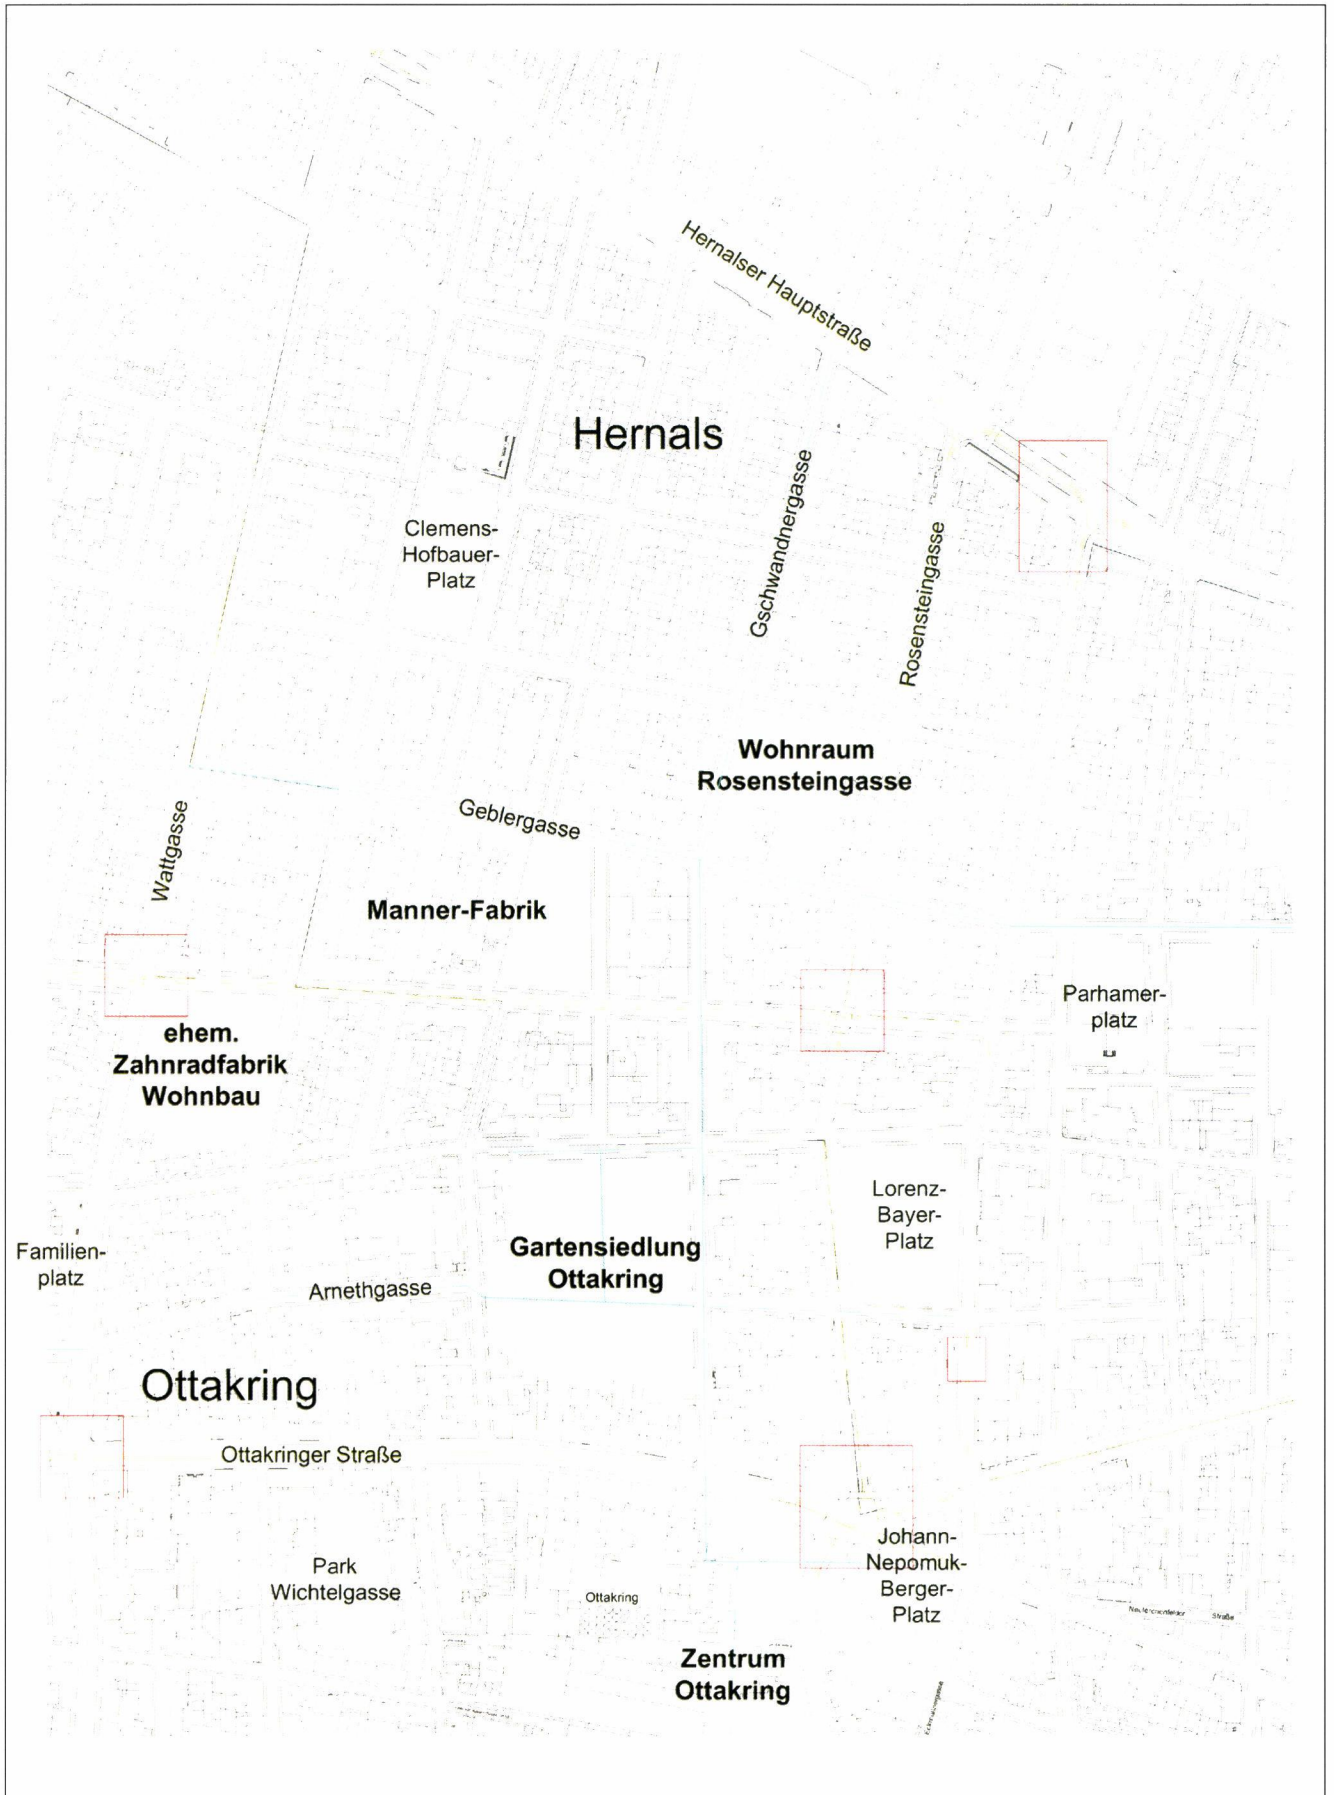 Hernalser Hauptstraße
Hernals
Clemens-
Hofbauer-
Platz
Gschwandnergasse
Rosensteingasse
Wohnraum
Rosensteingasse
Wattgasse
Geblergasse
Manner-Fabrik
Parhamer-
platz
ehem.
Zahnradfabrik
Wohnbau
Lorenz-
Bayer-
Platz
Familien-
platz
Gartensiedlung
Ottakring
Arnethgasse
Ottakring
Ottakringer Straße
Johann-
Nepomuk-
Berger-
Platz
Park
Wichtelgasse
Ottakring
Straße
Zentrum
Ottakring